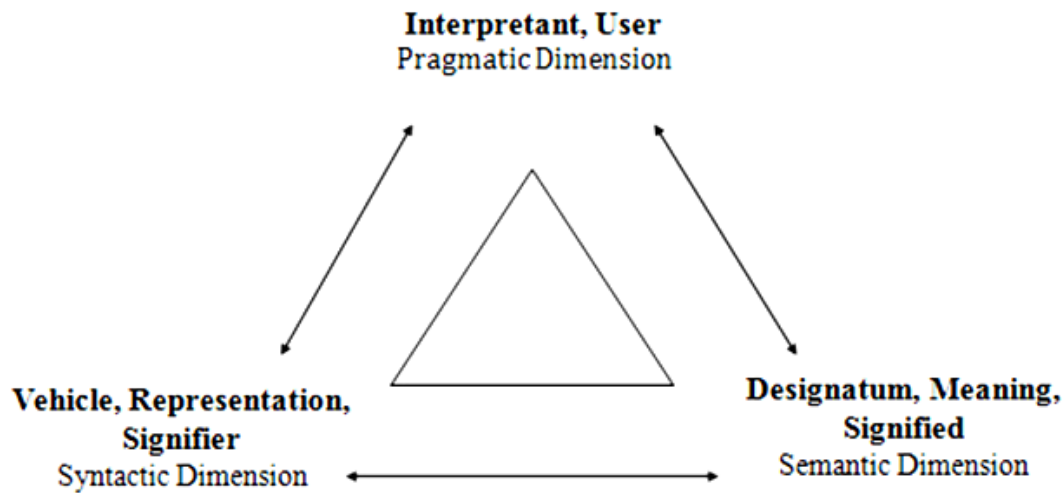 Interpretant, User
Pragmatic Dimension
Vehicle, Representation,
Signifier
Syntactic Dimension
Designatum, Meaning,
Signified
Semantic Dimension